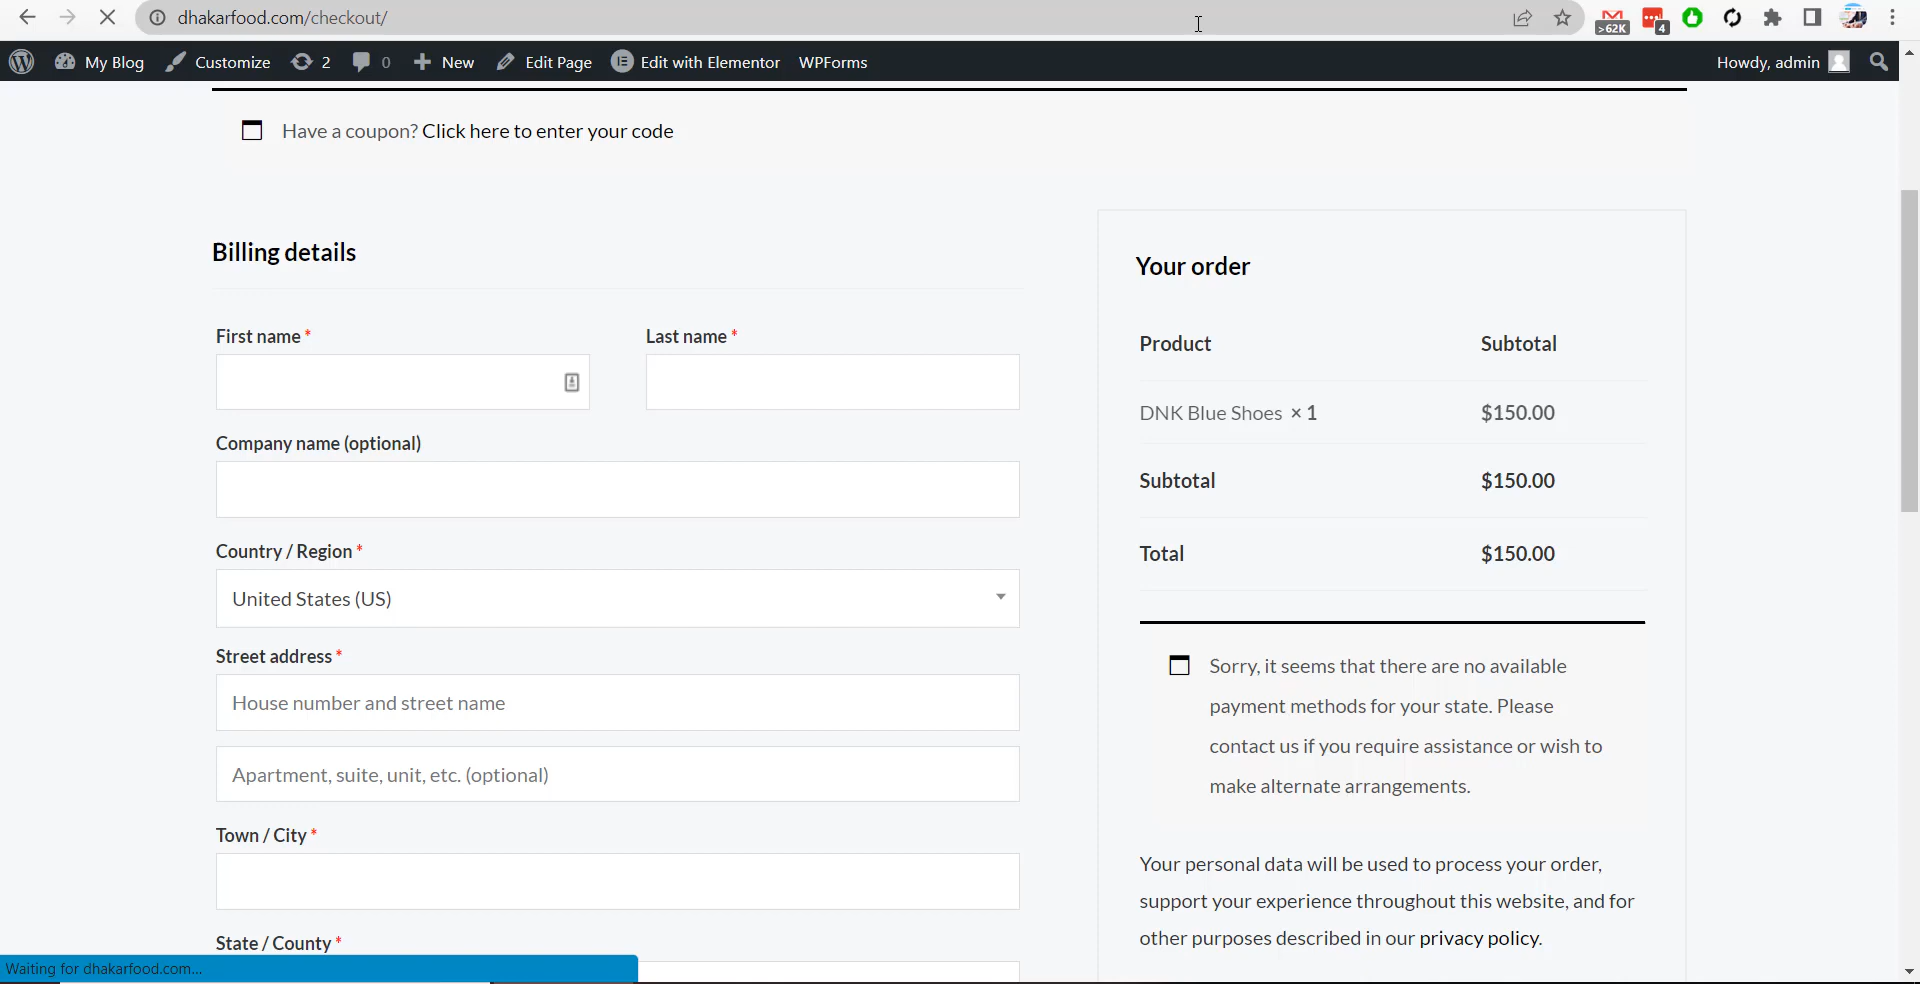 dhakarfood.com/checkout/
>62K
4
My Blog
Customize
2
0
New
Edit Page
Edit with Elementor
WPForms
Howdy, admin
Have a coupon? Click here to enter your code
Billing details
First name *
Last name *
Company name (optional)
Country / Region *
United States (US)
Street address *
House number and street name
Apartment, suite, unit, etc. (optional)
Town / City *
State / County *
Your order
Product Subtotal
DNK Blue Shoes × 1 $150.00
Subtotal $150.00
Total $150.00
Sorry, it seems that there are no available
payment methods for your state. Please
contact us if you require assistance or wish to
make alternate arrangements.
Your personal data will be used to process your order,
support your experience throughout this website, and for
other purposes described in our privacy policy.
Waiting for dhakarfood.com...